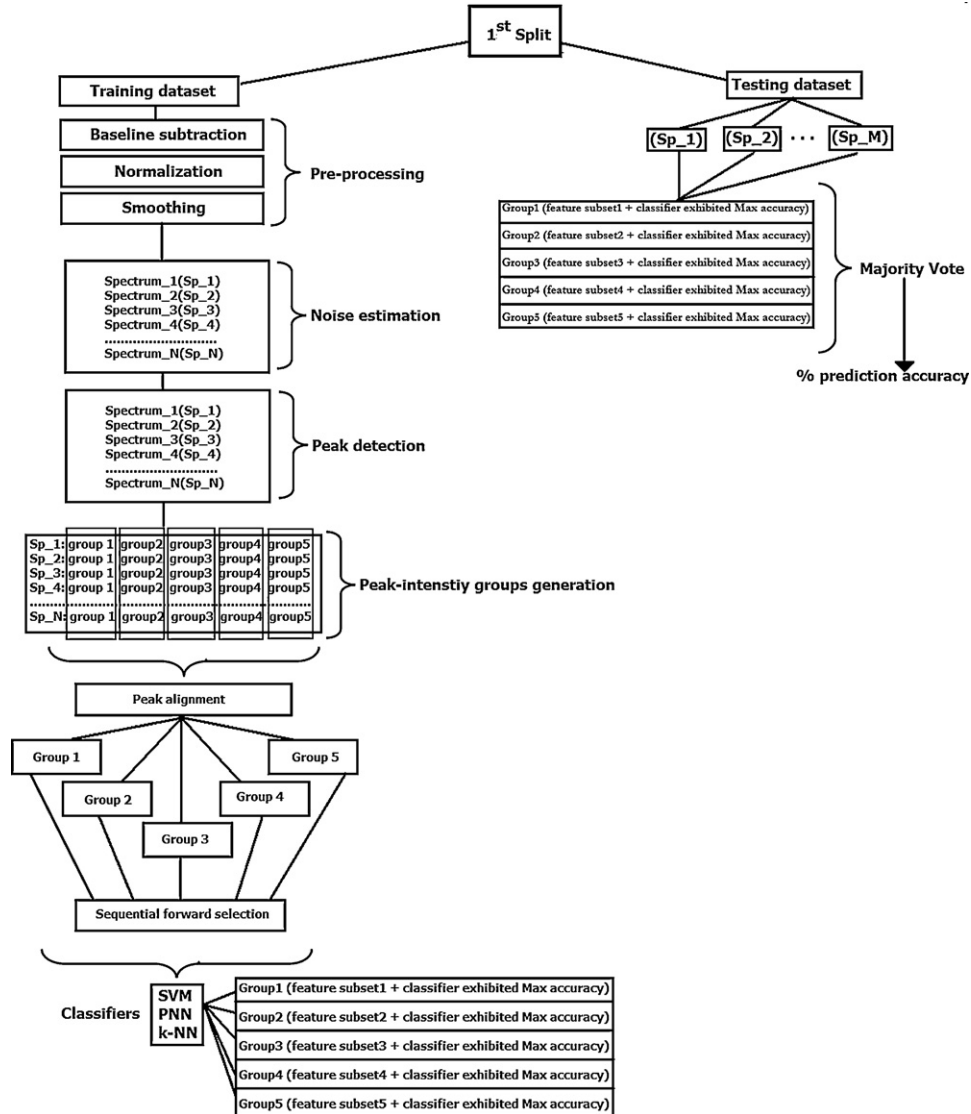 1st Split
Training dataset
Baseline subtraction
Normalization
Smoothing
Pre-processing
Spectrum_1(Sp_1)
Spectrum_2(Sp_2)
Spectrum_3(Sp_3)
Spectrum_4(Sp_4)
................................
Spectrum_N(Sp_N)
Noise estimation
Spectrum_1(Sp_1)
Spectrum_2(Sp_2)
Spectrum_3(Sp_3)
Spectrum_4(Sp_4)
..............................
Spectrum_N(Sp_N)
Peak detection
Sp_1: group 1 group2 group3 group4 group5
Sp_2: group 1 group2 group3 group4 group5
Sp_3: group 1 group2 group3 group4 group5
Sp_4: group 1 group2 group3 group4 group5
................................................................................
Sp_N: group 1 group2 group3 group4 group5
Peak-intenstiy groups generation
Peak alignment
Group 1
Group 5
Group 2
Group 4
Group 3
Sequential forward selection
Classifiers
SVM
PNN
k-NN
Group1 (feature subset1 + classifier exhibited Max accuracy)
Group2 (feature subset2 + classifier exhibited Max accuracy)
Group3 (feature subset3 + classifier exhibited Max accuracy)
Group4 (feature subset4 + classifier exhibited Max accuracy)
Group5 (feature subset5 + classifier exhibited Max accuracy)
Testing dataset
(Sp_1) (Sp_2) ··· (Sp_M)
Group1 (feature subset1 + classifier exhibited Max accuracy)
Group2 (feature subset2 + classifier exhibited Max accuracy)
Group3 (feature subset3 + classifier exhibited Max accuracy)
Group4 (feature subset4 + classifier exhibited Max accuracy)
Group5 (feature subset5 + classifier exhibited Max accuracy)
Majority Vote
% prediction accuracy